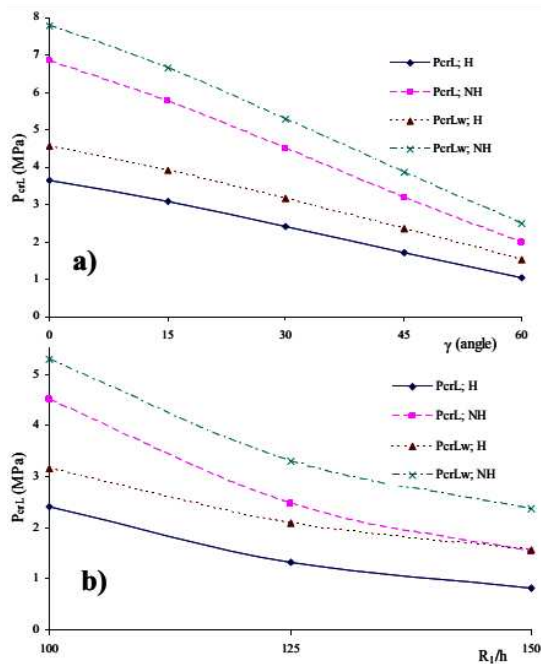 8
7
6
5
4
3
2
1
0
P_crL (MPa)
PcrL; H
PcrL; NH
PcrLw; H
PcrLw; NH
a)
0 15 30 45 60
γ (angle)
5
4
3
2
1
0
P_crL (MPa)
PcrL; H
PcrL; NH
PcrLw; H
PcrLw; NH
b)
100 125 150
R₁/h